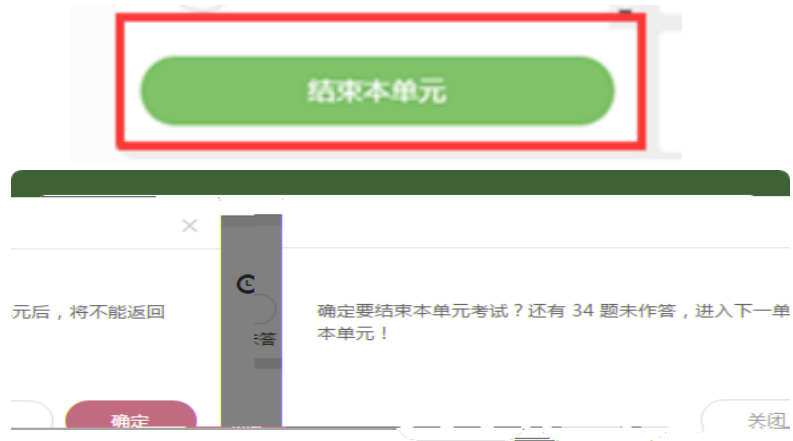 结束本单元
元后，将不能返回
未答
确定
确定要结束本单元考试？还有 34 题未作答，进入下一单
本单元！
关闭